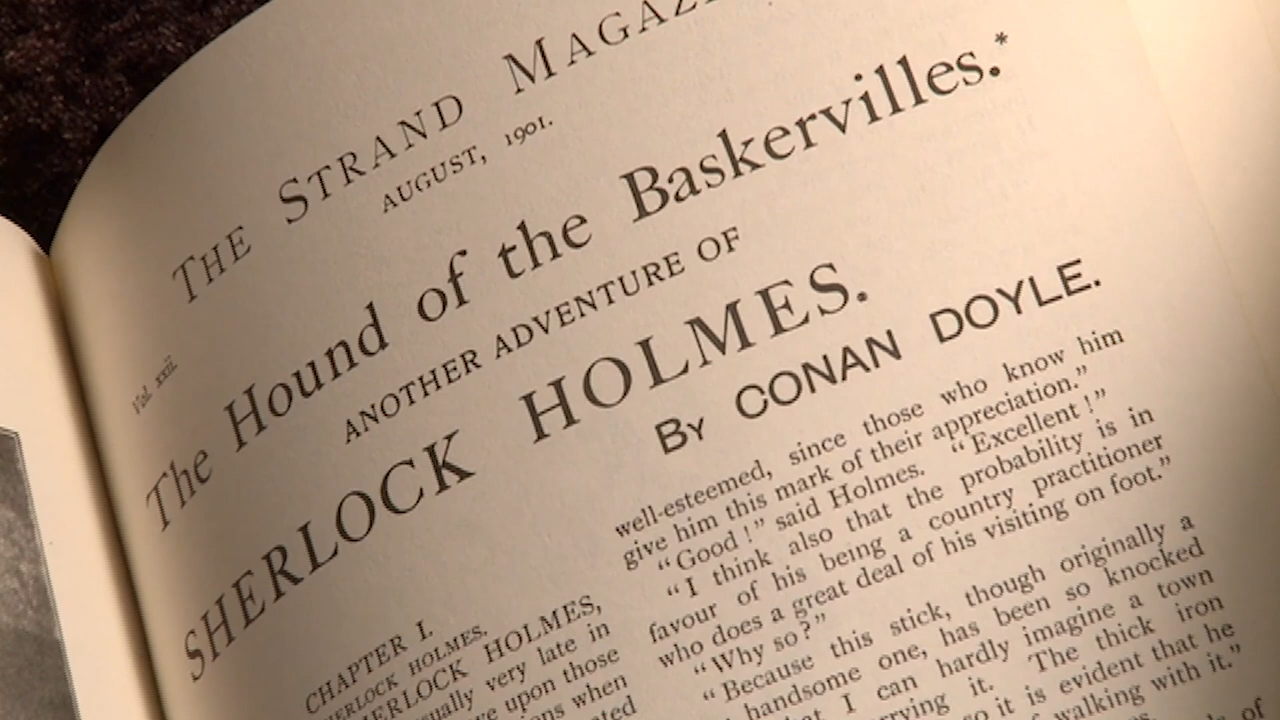 THE STRAND
AUGUST, 1901.
Vol. xxii.
The Hound of the Baskervilles.*
ANOTHER ADVENTURE OF
SHERLOCK HOLMES.
By CONAN DOYLE.
CHAPTER I.
HOLMES.
HOLMES,
very late in
upon those
when
well-esteemed, since those who know him
give him this mark of their appreciation."
"Good!" said Holmes. "Excellent!"
"I think also that the probability is in
favour of his being a country practitioner
who does a great deal of his visiting on foot."
"Why so?"
"Because this stick, though originally a
handsome one, has been so knocked
I can hardly imagine a town
it. The thick iron
it is evident that he
walking with it."
of